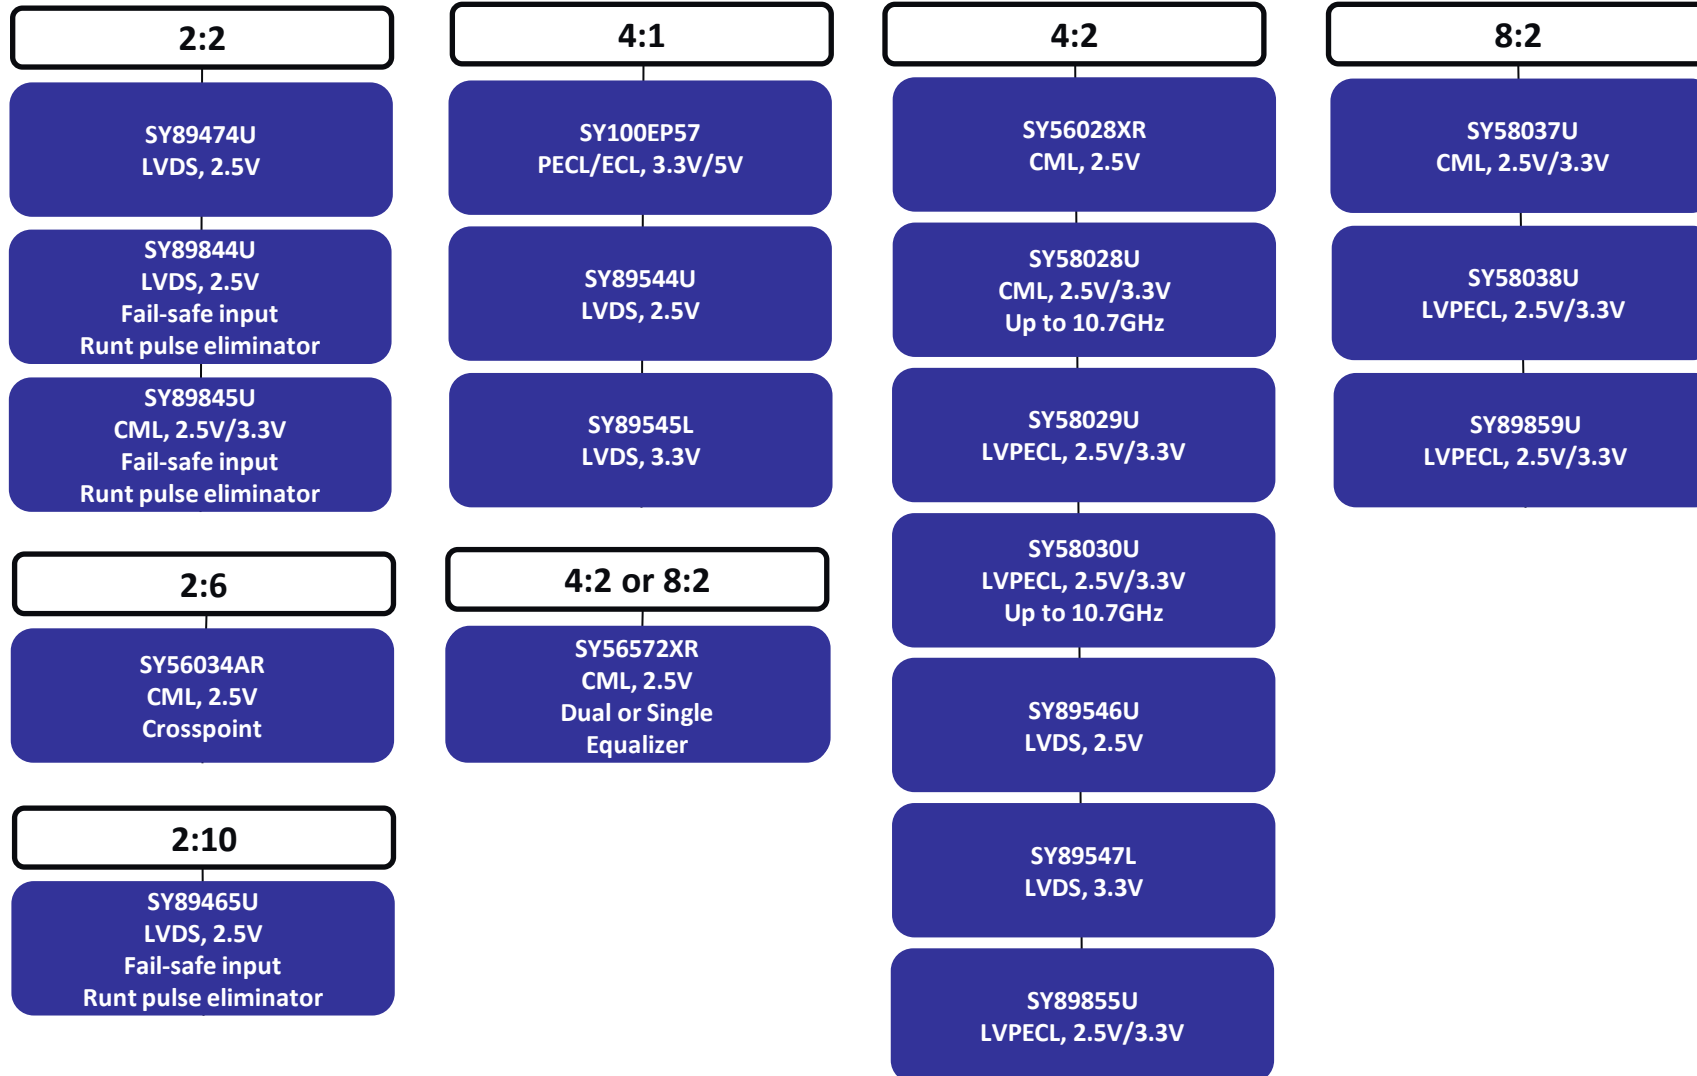 2:2
SY89474U
LVDS, 2.5V
SY89844U
LVDS, 2.5V
Fail-safe input
Runt pulse eliminator
SY89845U
CML, 2.5V/3.3V
Fail-safe input
Runt pulse eliminator
2:6
SY56034AR
CML, 2.5V
Crosspoint
2:10
SY89465U
LVDS, 2.5V
Fail-safe input
Runt pulse eliminator
4:1
SY100EP57
PECL/ECL, 3.3V/5V
SY89544U
LVDS, 2.5V
SY89545L
LVDS, 3.3V
4:2 or 8:2
SY56572XR
CML, 2.5V
Dual or Single
Equalizer
4:2
SY56028XR
CML, 2.5V
SY58028U
CML, 2.5V/3.3V
Up to 10.7GHz
SY58029U
LVPECL, 2.5V/3.3V
SY58030U
LVPECL, 2.5V/3.3V
Up to 10.7GHz
SY89546U
LVDS, 2.5V
SY89547L
LVDS, 3.3V
SY89855U
LVPECL, 2.5V/3.3V
8:2
SY58037U
CML, 2.5V/3.3V
SY58038U
LVPECL, 2.5V/3.3V
SY89859U
LVPECL, 2.5V/3.3V